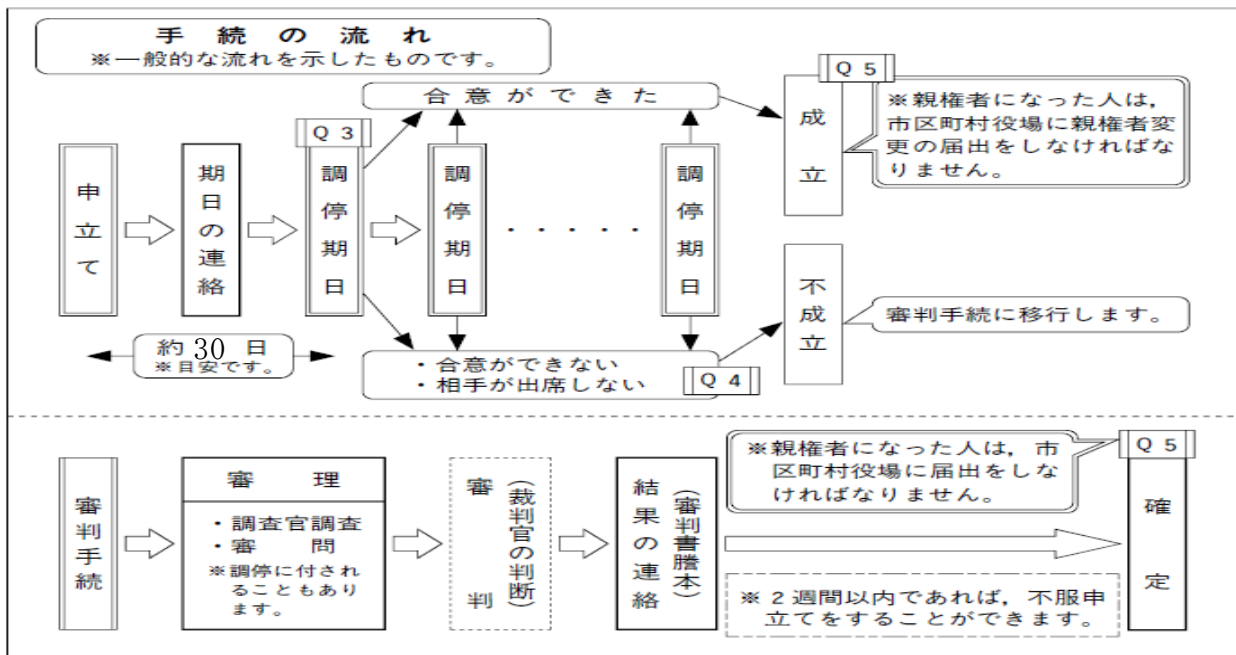 手続の流れ
※一般的な流れを示したものです。
申立て
期日の連絡
約30日
※目安です。
Q3
調停期日
調停期日
・・・・・
調停期日
合意ができた
・合意ができない
・相手が出席しない
Q4
成立
Q5
※親権者になった人は，
市区町村役場に親権者変
更の届出をしなければな
りません。
不成立
審判手続に移行します。
審判手続
審理
・調査官調査
・審問
※調停に付され
ることもあり
ます。
審判
(裁判官の判断)
結果の連絡
(審判書謄本)
※親権者になった人は，市
区町村役場に届出をしな
ければなりません。
Q5
確定
※２週間以内であれば，不服申
立てをすることができます。